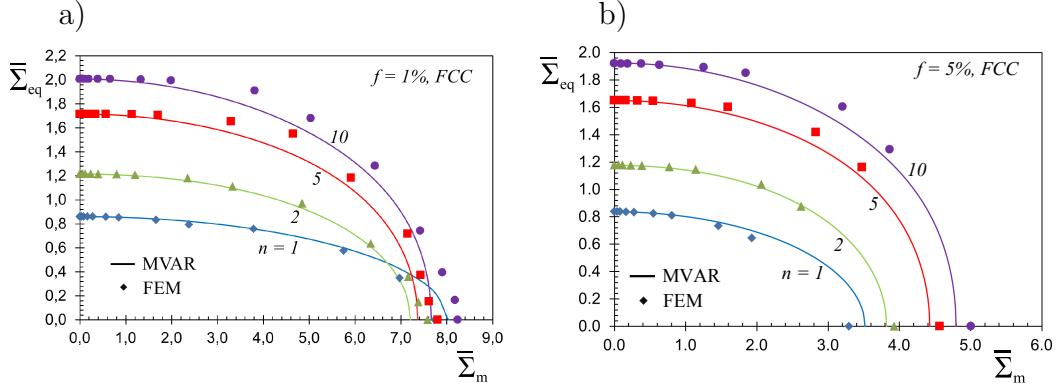 a)
2,2
2,0
1,8
1,6
1,4
1,2
1,0
0,8
0,6
0,4
0,2
0,0
Σ̅eq
f = 1%, FCC
10
5
2
n = 1
MVAR
FEM
0,0 1,0 2,0 3,0 4,0 5,0 6,0 7,0 8,0 9,0
Σ̅m
b)
2.0
1.8
1.6
1.4
1.2
1.0
0.8
0.6
0.4
0.2
0.0
Σ̅eq
f = 5%, FCC
10
5
2
n = 1
MVAR
FEM
0.0 1.0 2.0 3.0 4.0 5.0 6.0
Σ̅m